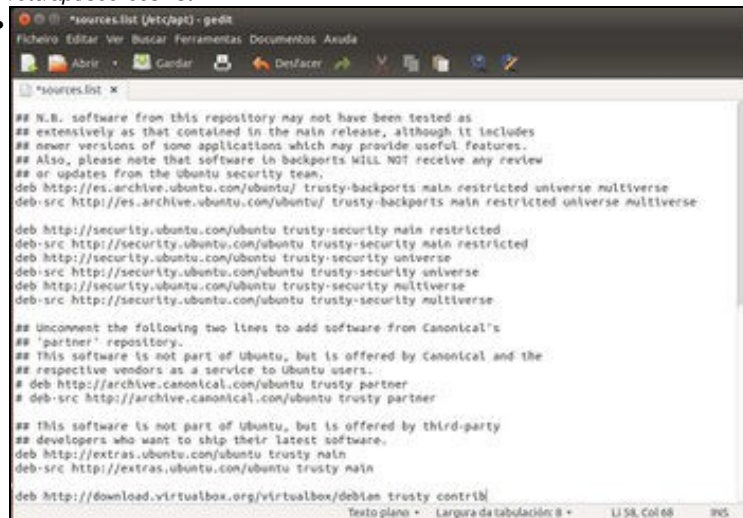 *sources.list (/etc/apt) - gedit
Ficheiro Editar Ver Buscar Ferramentas Documentos Axuda
Abrir Gardar Desfacer
*sources.list ×
## N.B. software from this repository may not have been tested as
## extensively as that contained in the main release, although it includes
## newer versions of some applications which may provide useful features.
## Also, please note that software in backports WILL NOT receive any review
## or updates from the Ubuntu security team.
deb http://es.archive.ubuntu.com/ubuntu/ trusty-backports main restricted universe multiverse
deb-src http://es.archive.ubuntu.com/ubuntu/ trusty-backports main restricted universe multiverse
deb http://security.ubuntu.com/ubuntu trusty-security main restricted
deb-src http://security.ubuntu.com/ubuntu trusty-security main restricted
deb http://security.ubuntu.com/ubuntu trusty-security universe
deb-src http://security.ubuntu.com/ubuntu trusty-security universe
deb http://security.ubuntu.com/ubuntu trusty-security multiverse
deb-src http://security.ubuntu.com/ubuntu trusty-security multiverse
## Uncomment the following two lines to add software from Canonical's
## 'partner' repository.
## This software is not part of Ubuntu, but is offered by Canonical and the
## respective vendors as a service to Ubuntu users.
# deb http://archive.canonical.com/ubuntu trusty partner
# deb-src http://archive.canonical.com/ubuntu trusty partner
## This software is not part of Ubuntu, but is offered by third-party
## developers who want to ship their latest software.
deb http://extras.ubuntu.com/ubuntu trusty main
deb-src http://extras.ubuntu.com/ubuntu trusty main
deb http://download.virtualbox.org/virtualbox/debian trusty contrib
Texto plano Largura da tabulación: 8 Li 58, Col 68 INS